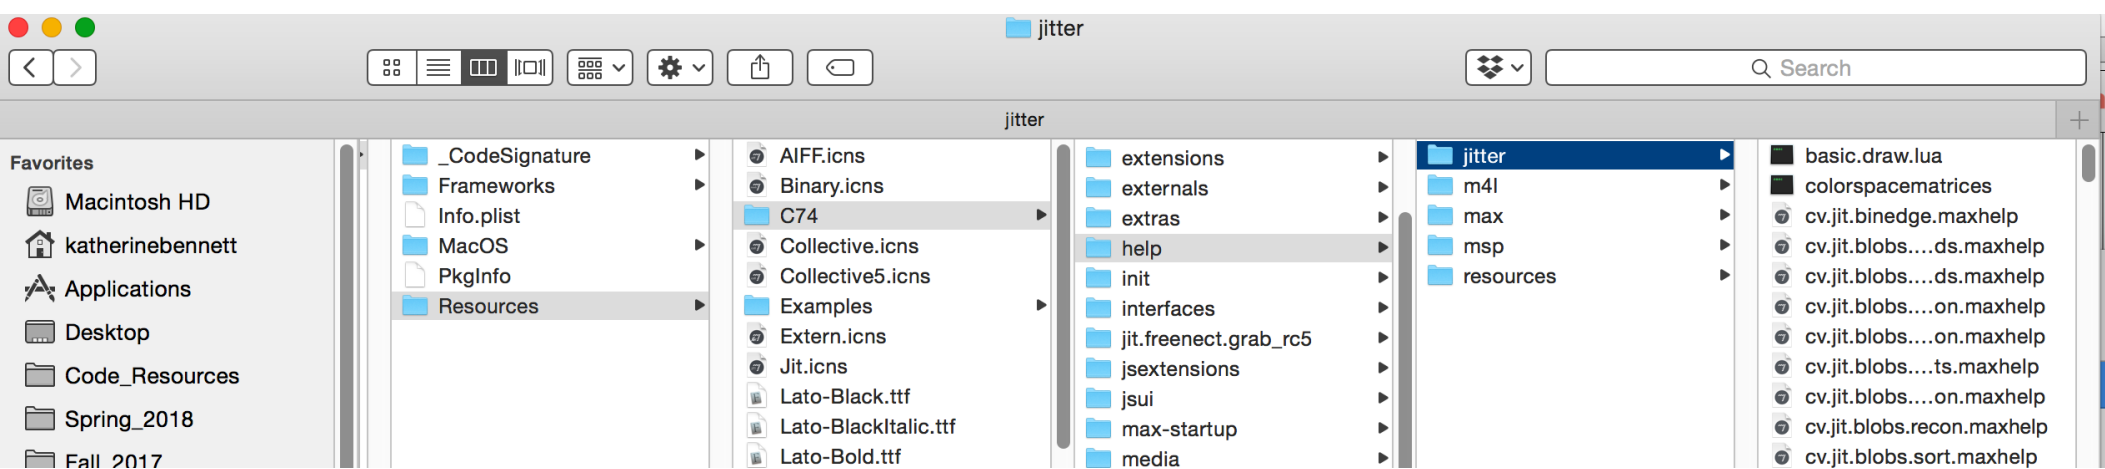 jitter
Search
jitter
Favorites
Macintosh HD
katherinebennett
Applications
Desktop
Code_Resources
Spring_2018
Fall_2017
_CodeSignature
Frameworks
Info.plist
MacOS
PkgInfo
Resources
AIFF.icns
Binary.icns
C74
Collective.icns
Collective5.icns
Examples
Extern.icns
Jit.icns
Lato-Black.ttf
Lato-BlackItalic.ttf
Lato-Bold.ttf
extensions
externals
extras
help
init
interfaces
jit.freenect.grab_rc5
jsextensions
jsui
max-startup
media
jitter
m4l
max
msp
resources
basic.draw.lua
colorspacematrices
cv.jit.binedge.maxhelp
cv.jit.blobs....ds.maxhelp
cv.jit.blobs....ds.maxhelp
cv.jit.blobs....on.maxhelp
cv.jit.blobs....on.maxhelp
cv.jit.blobs....ts.maxhelp
cv.jit.blobs....on.maxhelp
cv.jit.blobs.recon.maxhelp
cv.jit.blobs.sort.maxhelp